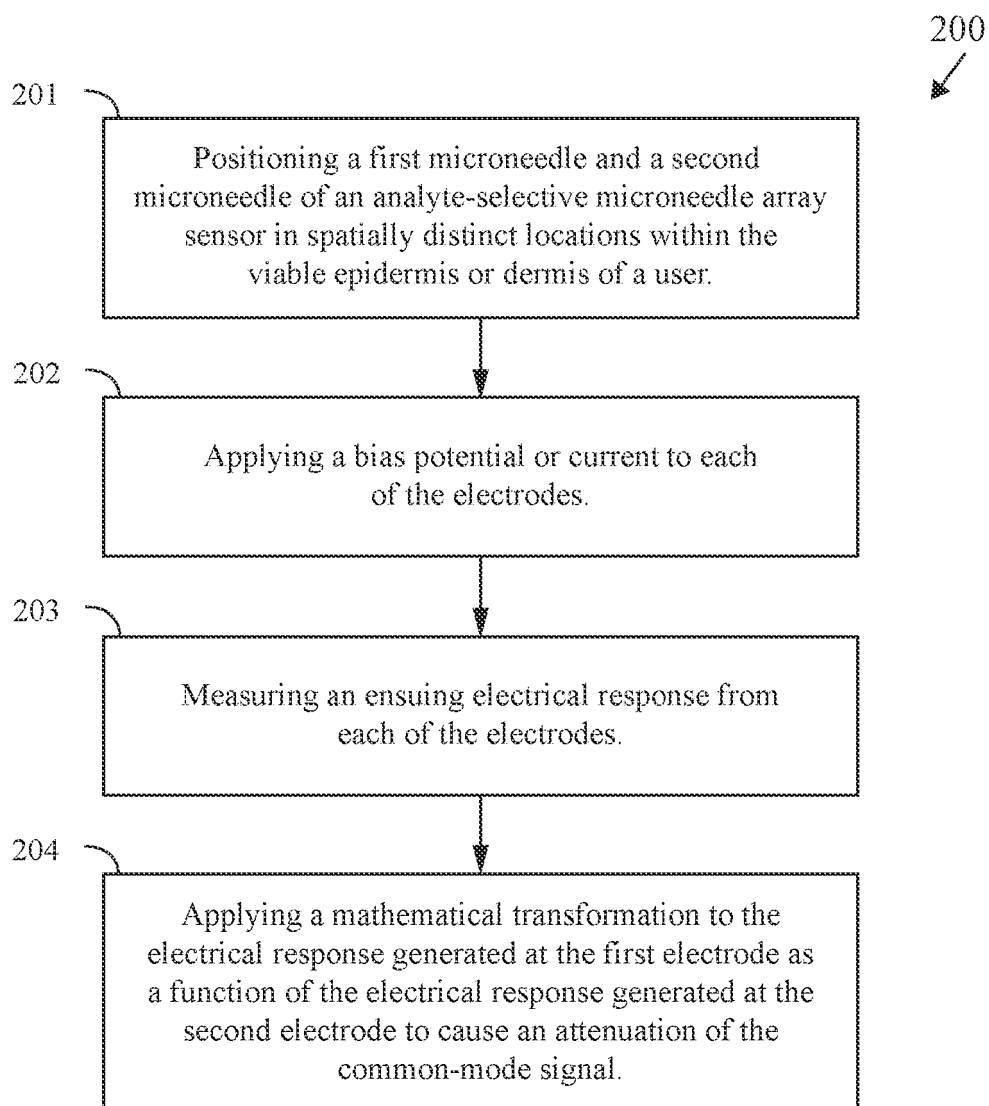 200
201
Positioning a first microneedle and a second
microneedle of an analyte-selective microneedle array
sensor in spatially distinct locations within the
viable epidermis or dermis of a user.
202
Applying a bias potential or current to each
of the electrodes.
203
Measuring an ensuing electrical response from
each of the electrodes.
204
Applying a mathematical transformation to the
electrical response generated at the first electrode as
a function of the electrical response generated at the
second electrode to cause an attenuation of the
common-mode signal.